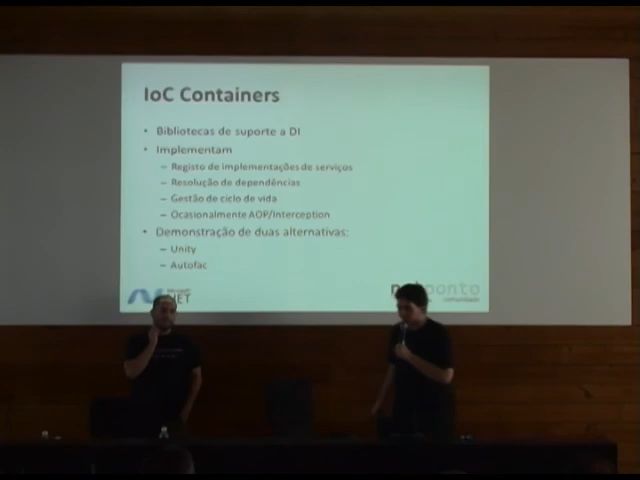 IoC Containers
• Bibliotecas de suporte a DI
• Implementam
– Registo de implementações de serviços
– Resolução de dependências
– Gestão de ciclo de vida
– Ocasionalmente AOP/Interception
• Demonstração de duas alternativas:
– Unity
– Autofac